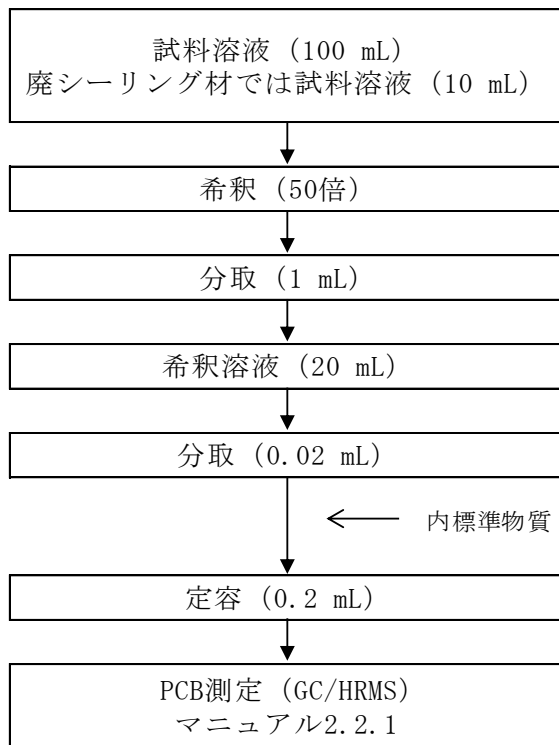 試料溶液 (100 mL)
廃シーリング材では試料溶液 (10 mL)
希釈 (50倍)
分取 (1 mL)
希釈溶液 (20 mL)
分取 (0.02 mL)
内標準物質
定容 (0.2 mL)
PCB測定 (GC/HRMS)
マニュアル2.2.1